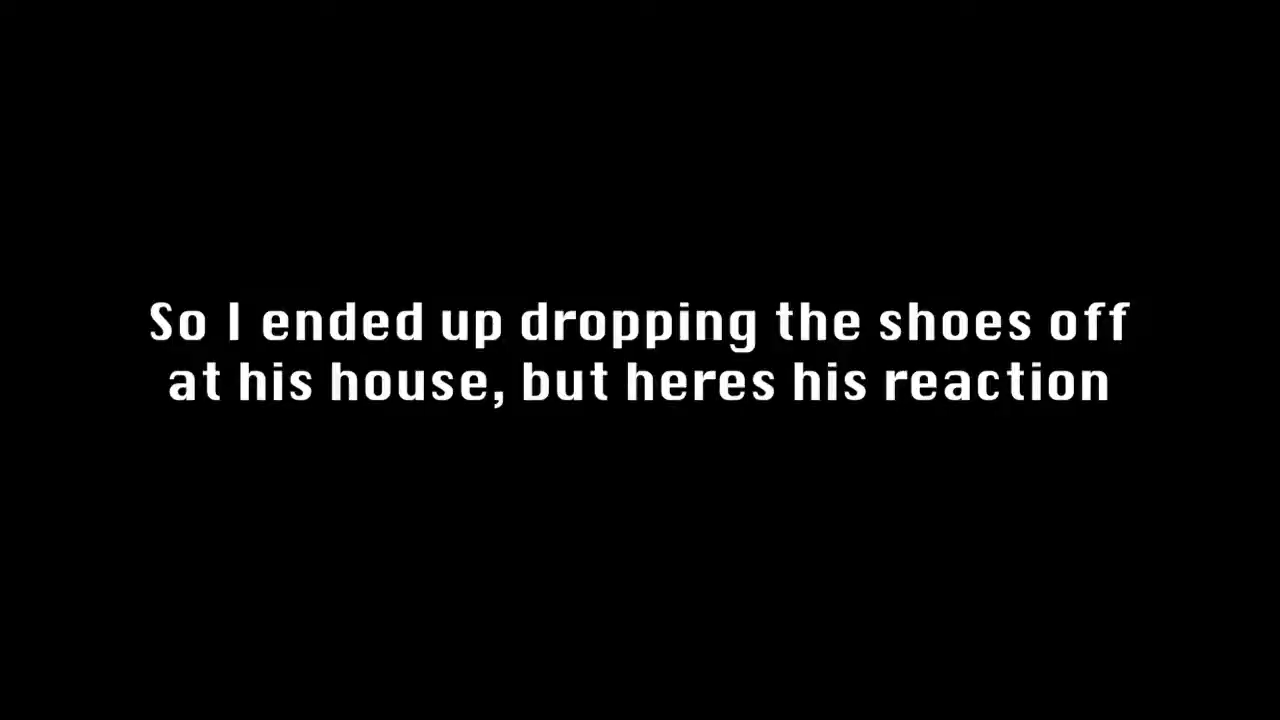 So I ended up dropping the shoes off
at his house, but heres his reaction